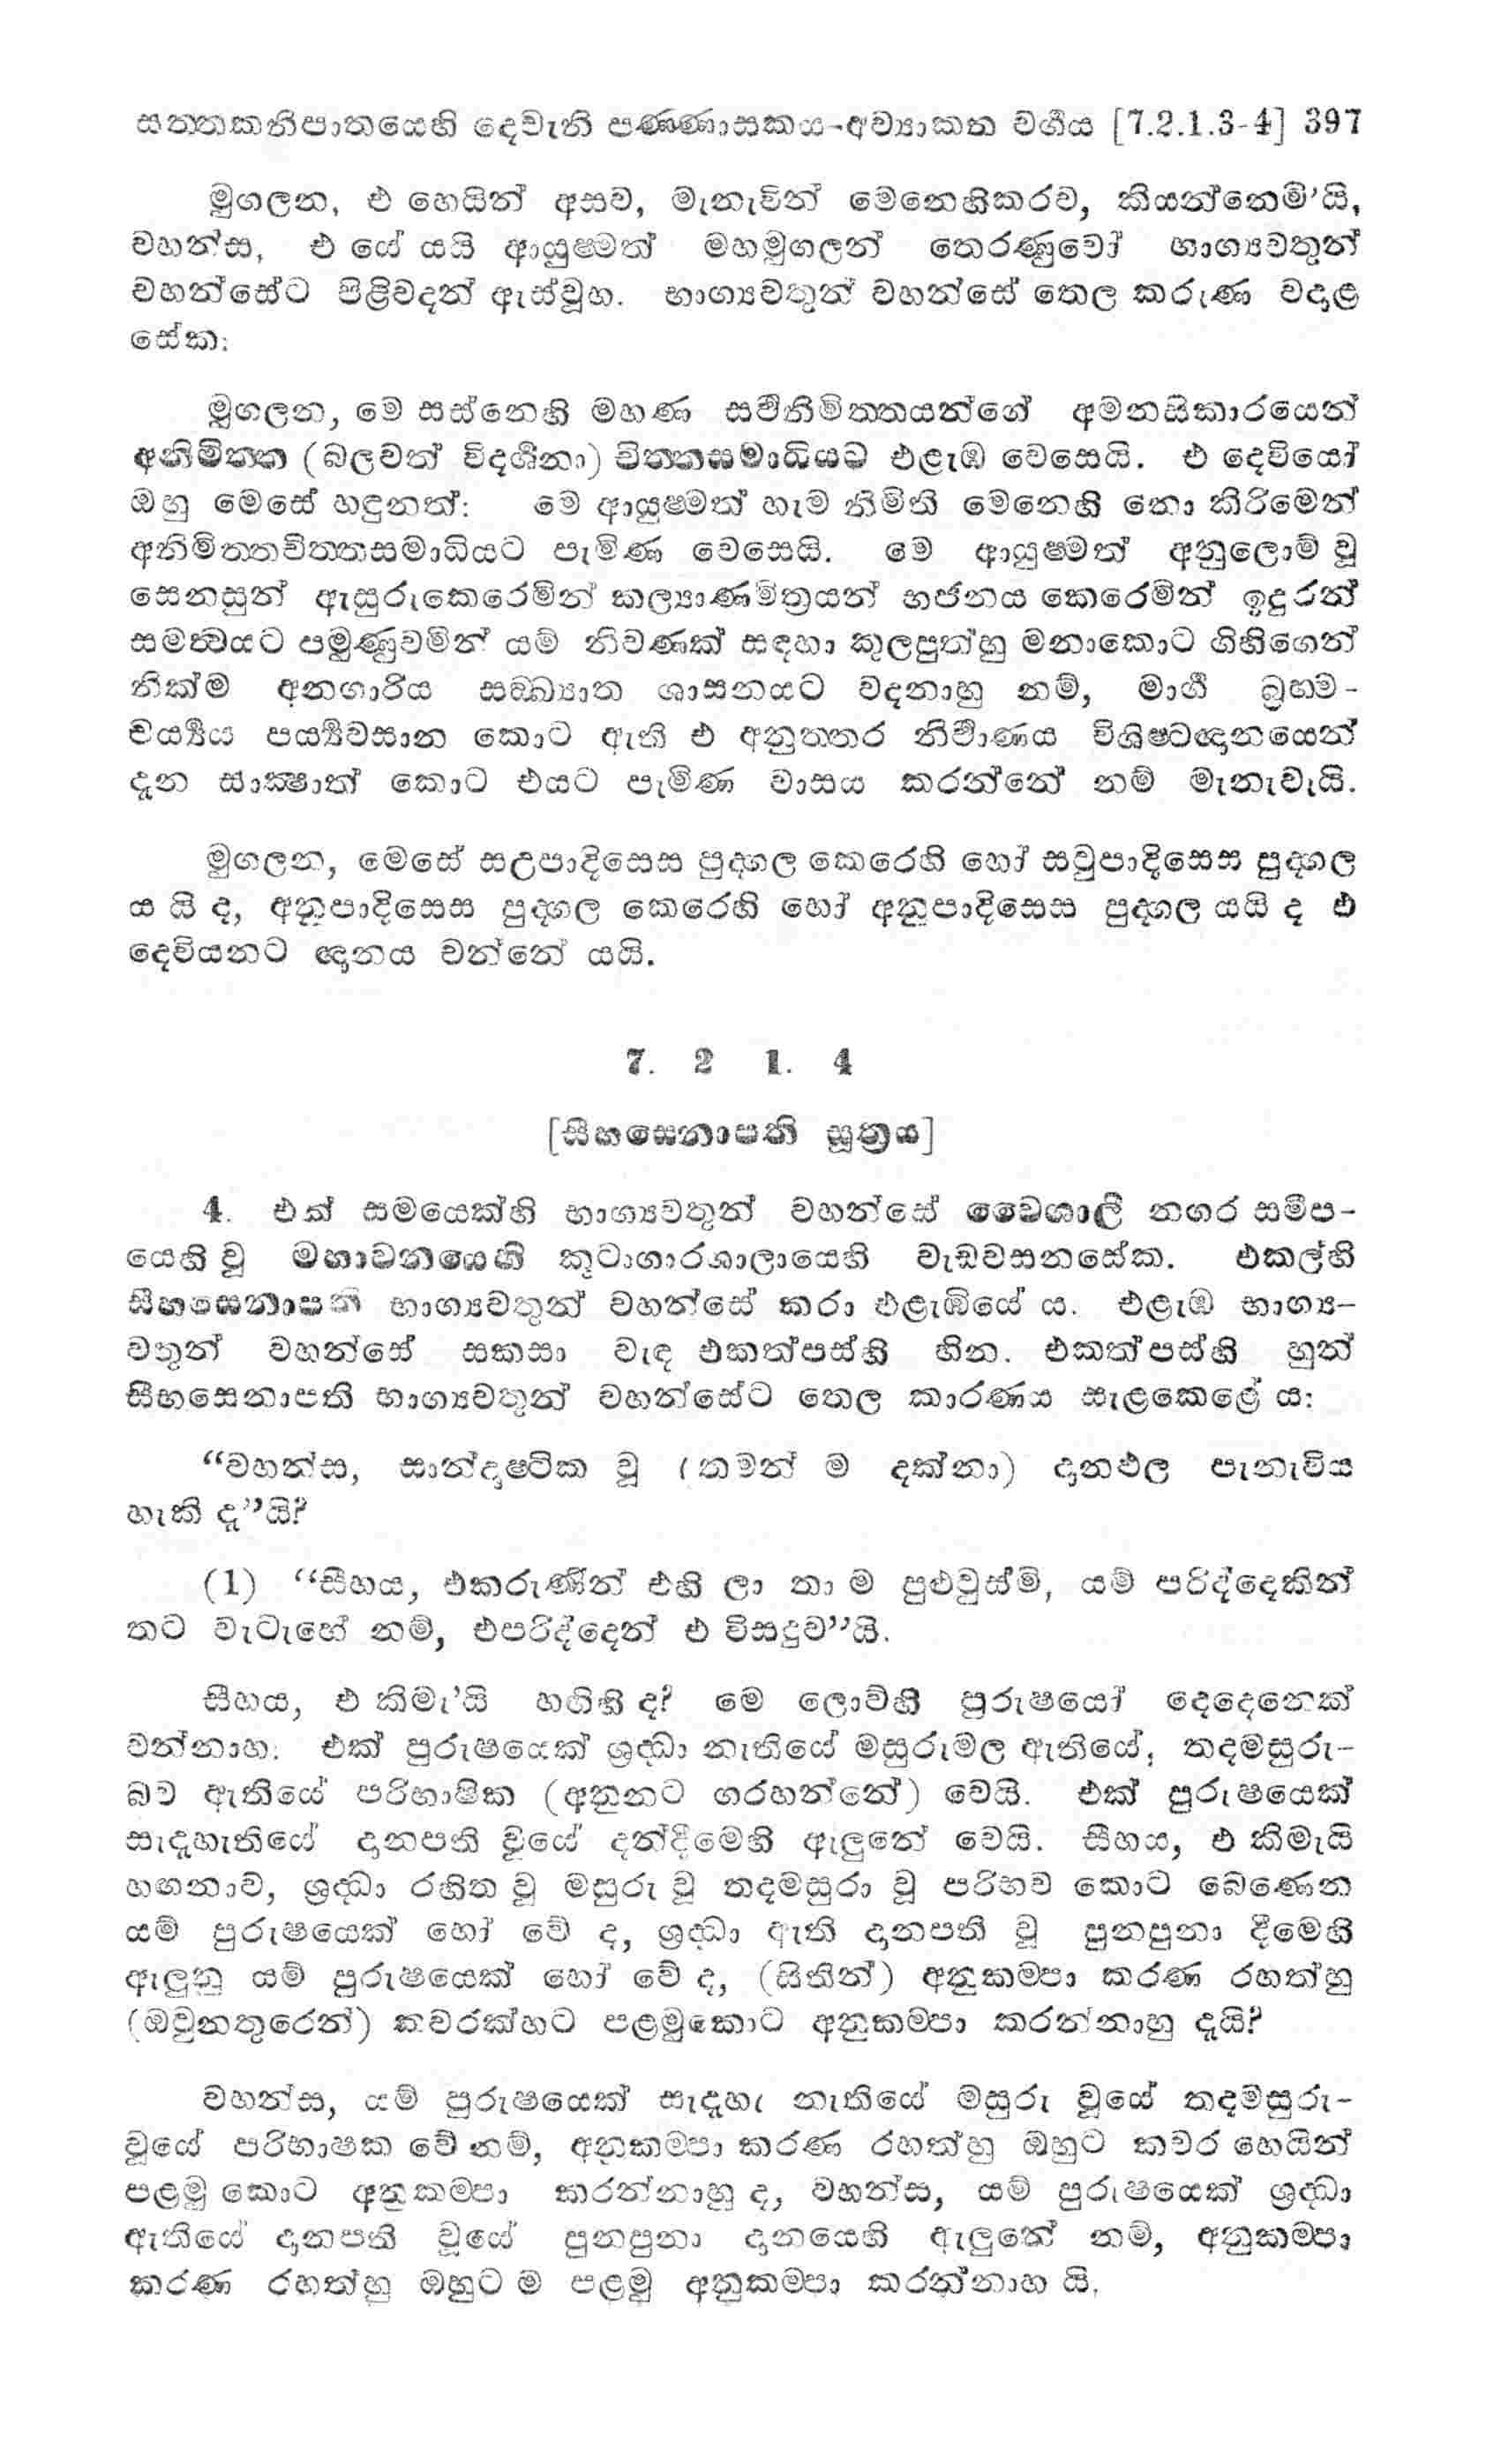 සත්තකනිපාතයෙහි දෙවැනි පණ්ණාසකය-අව්‍යාකත වර්‍ගය [7.2.1.3-4] 397
මුගලන, එ හෙයින් අසව, මැනැවින් මෙනෙහිකරව, කියන්නෙමි’යි,
වහන්ස, එ යේ යයි ආයුෂ්මත් මහමුගලන් තෙරණුවෝ භාග්‍යවතුන්
වහන්සේට පිළිවදන් ඇස්වූහ. භාග්‍යවතුන් වහන්සේ තෙල කරුණ වදාළ
සේක:
මුගලන, මෙ සස්නෙහි මහණ සර්‍වනිමිත්තයන්ගේ අමනසිකාරයෙන්
අනිමිත්ත (බලවත් විදර්‍ශනා) චිත්තසමාධියට එළැඹ වෙසෙයි. එ දෙවියෝ
ඔහු මෙසේ හඳුනත්: මෙ ආයුෂ්මත් හැම නිමිති මෙනෙහි නො කිරීමෙන්
අනිමිත්තචිත්තසමාධියට පැමිණ වෙසෙයි. මෙ ආයුෂ්මත් අනුලොම් වූ
සෙනසුන් ඇසුරුකෙරෙමින් කල්‍යාණමිත්‍රයන් භජනය කෙරෙමින් ඉඳුරන්
සමත්‍වයට පමුණුවමින් යම් නිවණක් සඳහා කුලපුත්හු මනාකොට ගිහිගෙන්
නික්ම අනගාරිය සඞ්ඛ්‍යාත ශාසනයට වදනාහු නම්, මාර්‍ග බ්‍රහ්ම-
චර්‍ය්‍යය පර්‍ය්‍යවසාන කොට ඇති එ අනුත්තර නිර්‍වාණය විශිෂ්ටඥානයෙන්
දැන සාක්‍ෂාත් කොට එයට පැමිණ වාසය කරන්නේ නම් මැනැවැයි.
මුගලන, මෙසේ සඋපාදිසෙස පුද්ගල කෙරෙහි හෝ සවුපාදිසෙස පුද්ගල
ය යි ද, අනුපාදිසෙස පුද්ගල කෙරෙහි හෝ අනුපාදිසෙස පුද්ගල යයි ද එ
දෙවියනට ඥානය වන්නේ යයි.
7. 2 1. 4
[සීහසෙනාපති සූත්‍රය]
4. එක් සමයෙක්හි භාග්‍යවතුන් වහන්සේ වෛශාලී නගර සමීප-
යෙහි වූ මහාවනයෙහි කූටාගාරශාලායෙහි වැඩවසනසේක. එකල්හි
සීහසෙනාපති භාග්‍යවතුන් වහන්සේ කරා එළැඹියේ ය. එළැඹ භාග්‍ය-
වතුන් වහන්සේ සකසා වැඳ එකත්පස්හි හින. එකත්පස්හි හුන්
සීහසෙනාපති භාග්‍යවතුන් වහන්සේට තෙල කාරණය සැළකෙළේ ය:
“වහන්ස, සාන්දෘෂ්ටික වූ (තමන් ම දක්නා) දානඵල පැනැවිය
හැකි දැ”යි?
(1) “සීහය, එකරුණින් එහි ලා තා ම පුළුවුස්මි, යම් පරිද්දෙකින්
තට වැටැහේ නම්, එපරිද්දෙන් එ විසඳුව”යි.
සීහය, එ කිමැ’යි හඟිහි ද? මෙ ලොව්හි පුරුෂයෝ දෙදෙනෙක්
වන්නාහ: එක් පුරුෂයෙක් ශ්‍රද්ධා නැතියේ මසුරුමල ඇතියේ, තදමසුරු-
බව ඇතියේ පරිභාෂික (අනුනට ගරහන්නේ) වෙයි. එක් පුරුෂයෙක්
සැදැහැතියේ දානපති වූයේ දන්දීමෙහි ඇලුනේ වෙයි. සීහය, එ කිමැයි
හඟනාව්, ශ්‍රද්ධා රහිත වූ මසුරු වූ තදමසුරා වූ පරිභව කොට බෙණෙන
යම් පුරුෂයෙක් හෝ වේ ද, ශ්‍රද්ධා ඇති දානපති වූ පුනපුනා දීමෙහි
ඇලුනු යම් පුරුෂයෙක් හෝ වේ ද, (සිතින්) අනුකම්පා කරණ රහත්හු
(ඔවුනතුරෙන්) කවරක්හට පළමුකොට අනුකම්පා කරන්නාහු දැයි?
වහන්ස, යම් පුරුෂයෙක් සැදැහැ නැතියේ මසුරු වූයේ තදමසුරු-
වූයේ පරිභාෂක වේ නම්, අනුකම්පා කරණ රහත්හු ඔහුට කවර හෙයින්
පළමු කොට අනුකම්පා කරන්නාහු ද, වහන්ස, යම් පුරුෂයෙක් ශ්‍රද්ධා
ඇතියේ දානපති වූයේ පුනපුනා දානයෙහි ඇලුනේ නම්, අනුකම්පා
කරණ රහත්හු ඔහුට ම පළමු අනුකම්පා කරන්නාහ යි.